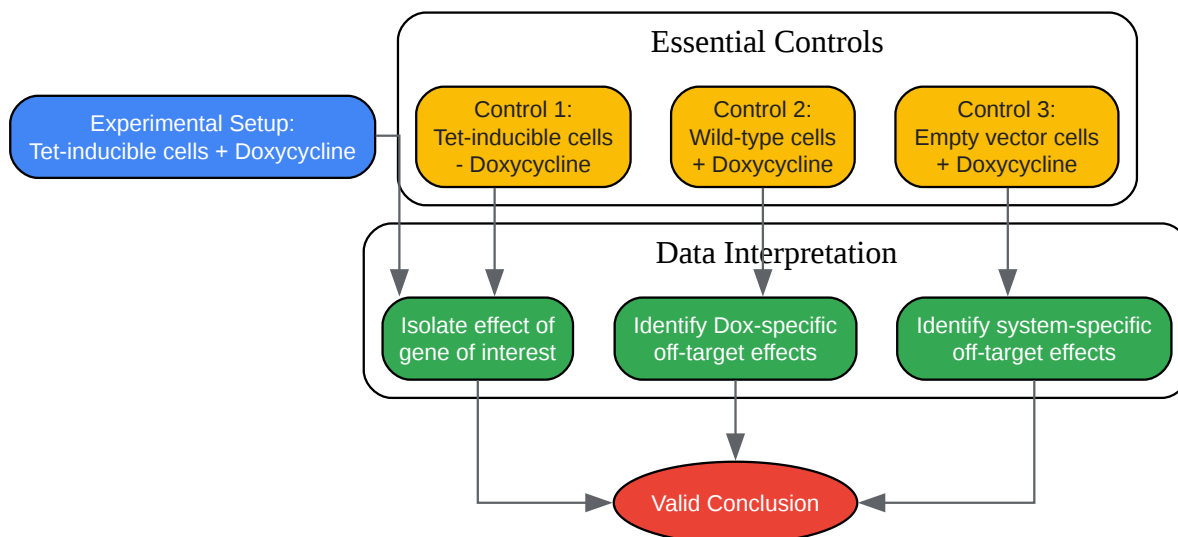 Essential Controls
Experimental Setup:
Tet-inducible cells + Doxycycline
Control 1:
Tet-inducible cells
- Doxycycline
Control 2:
Wild-type cells
+ Doxycycline
Control 3:
Empty vector cells
+ Doxycycline
Data Interpretation
Isolate effect of
gene of interest
Identify Dox-specific
off-target effects
Identify system-specific
off-target effects
Valid Conclusion